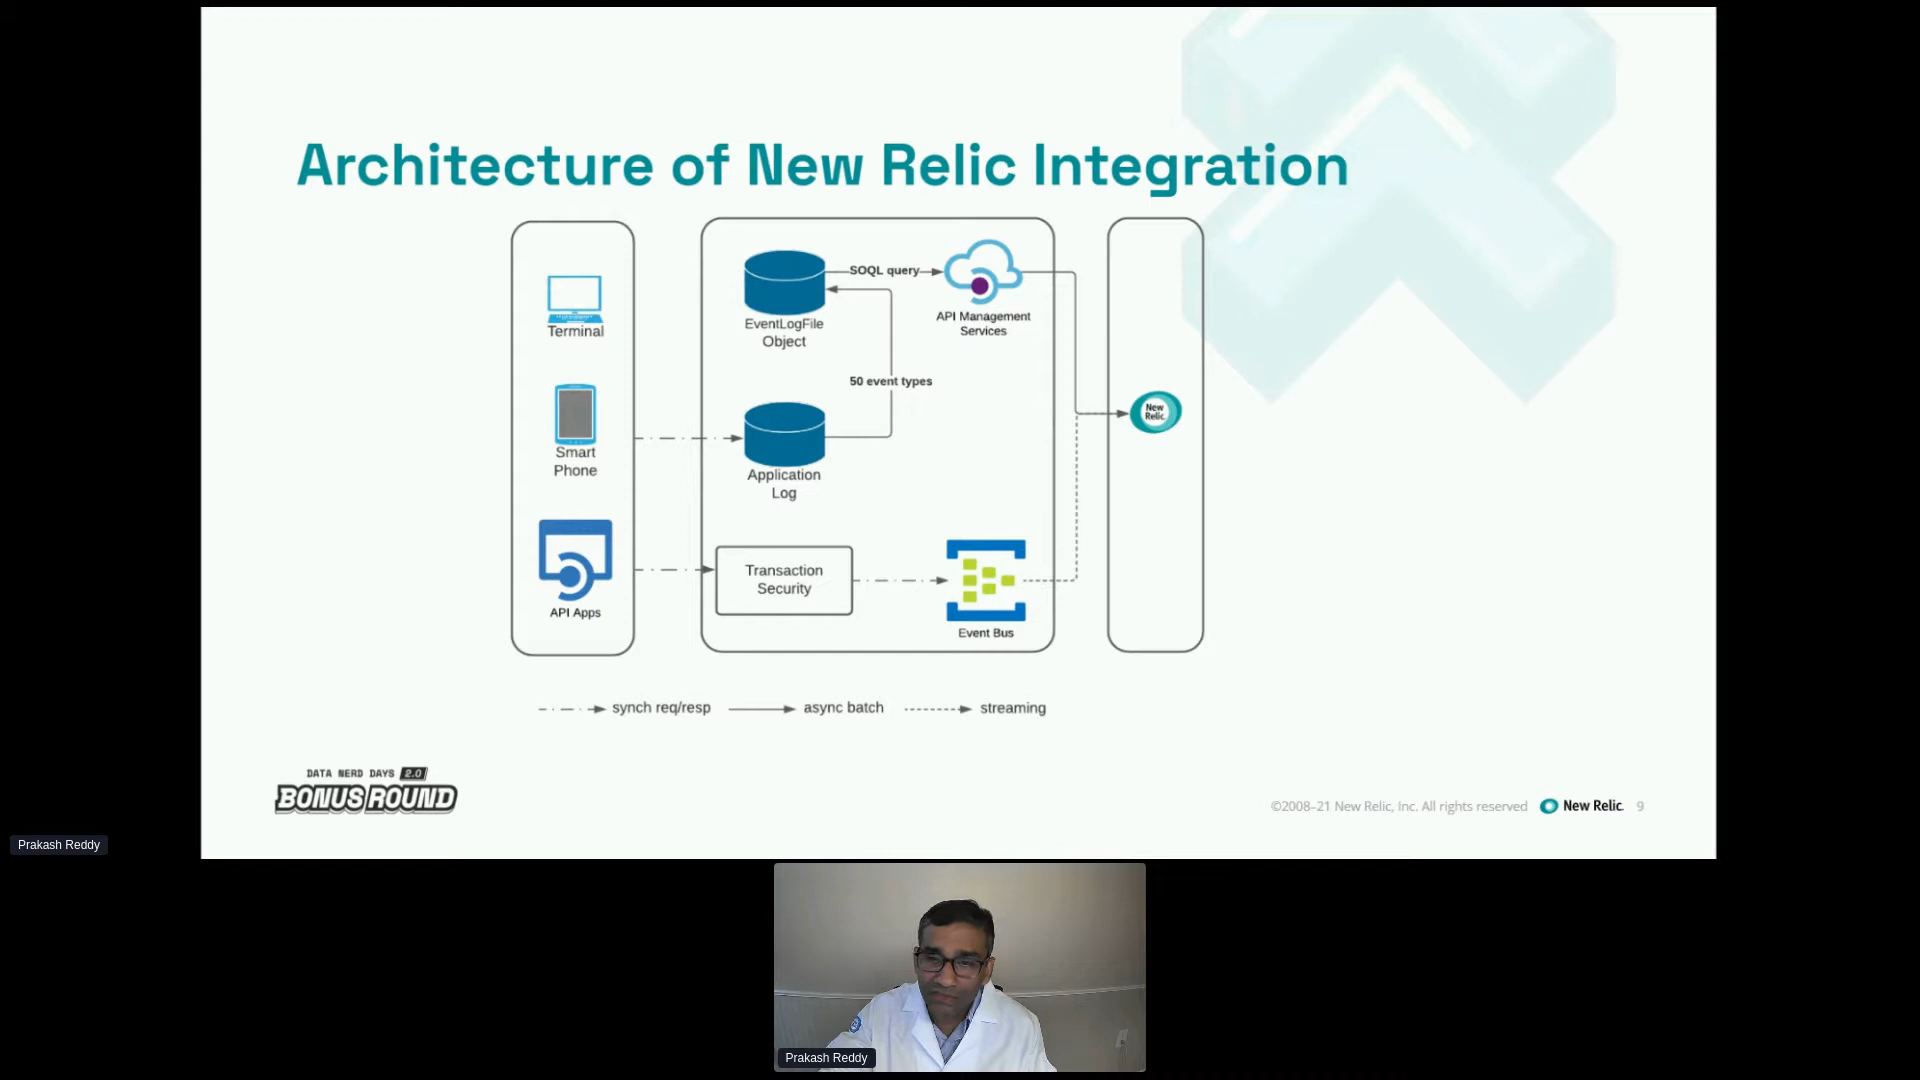 Architecture of New Relic Integration
Terminal
Smart
Phone
API Apps
EventLogFile
Object
SOQL query
API Management
Services
50 event types
Application
Log
Transaction
Security
Event Bus
New
Relic.
synch req/resp
async batch
streaming
DATA NERD DAYS 2.0
BONUS ROUND
©2008–21 New Relic, Inc. All rights reserved
New Relic.
9
Prakash Reddy
Prakash Reddy